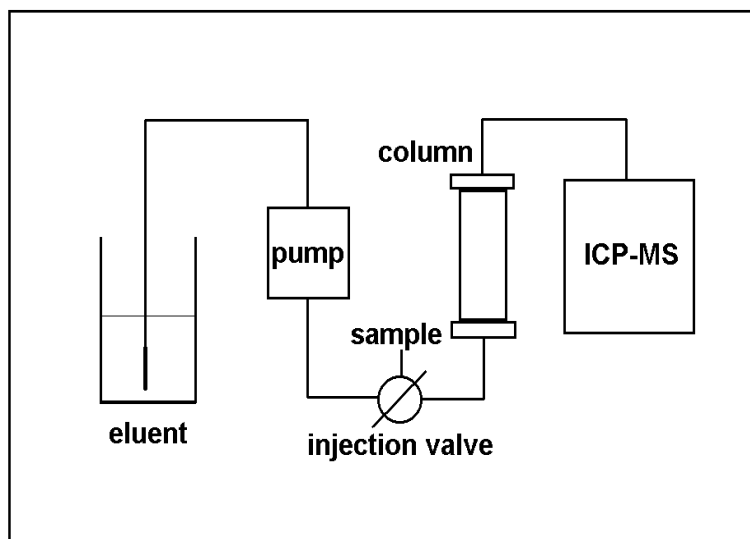 column
pump
ICP-MS
sample
eluent
injection valve